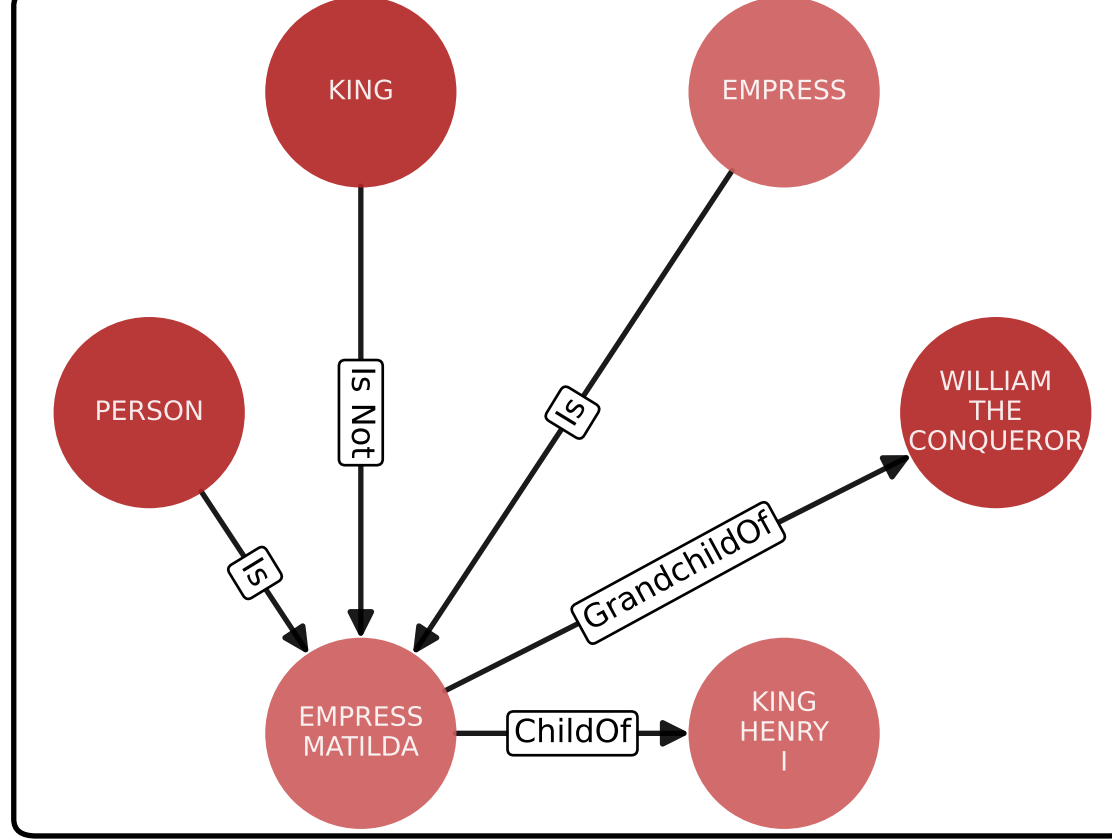 KING
EMPRESS
Is Not
Is
PERSON
WILLIAM
THE
CONQUEROR
Is
GrandchildOf
EMPRESS
MATILDA
ChildOf
KING
HENRY
I